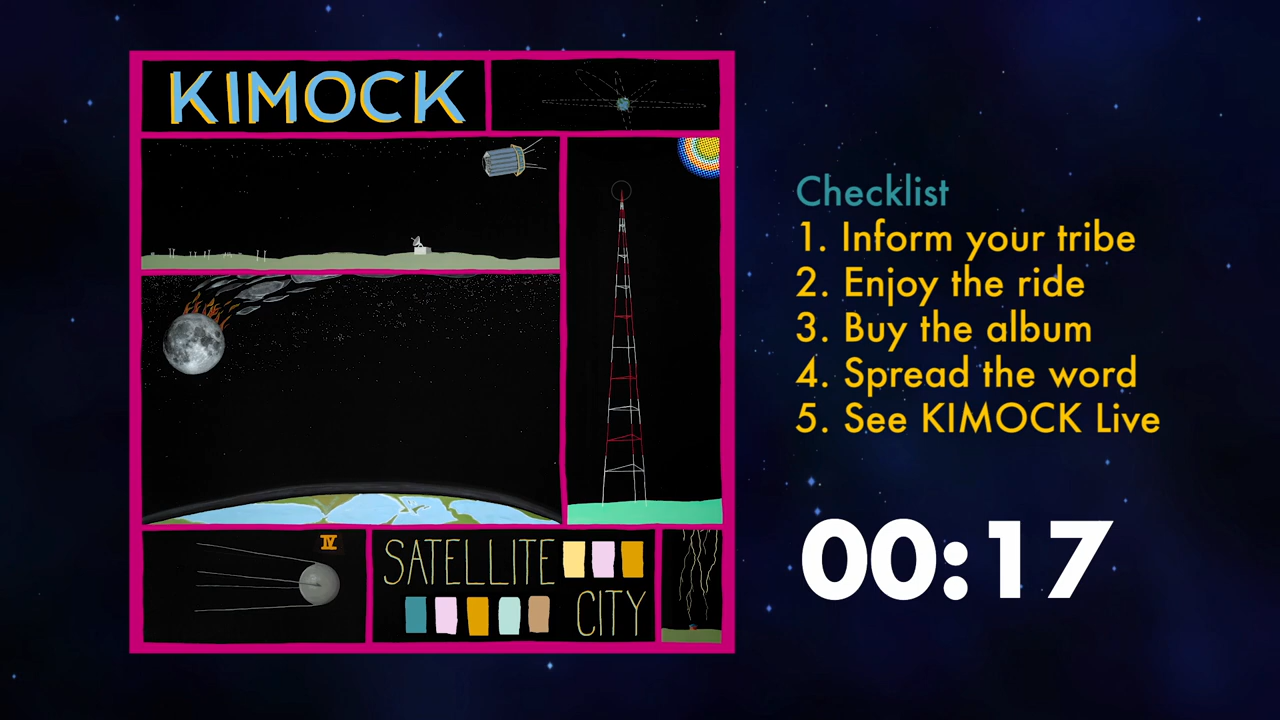 KIMOCK
IV
SATELLITE
CITY
Checklist
1. Inform your tribe
2. Enjoy the ride
3. Buy the album
4. Spread the word
5. See KIMOCK Live
00:17